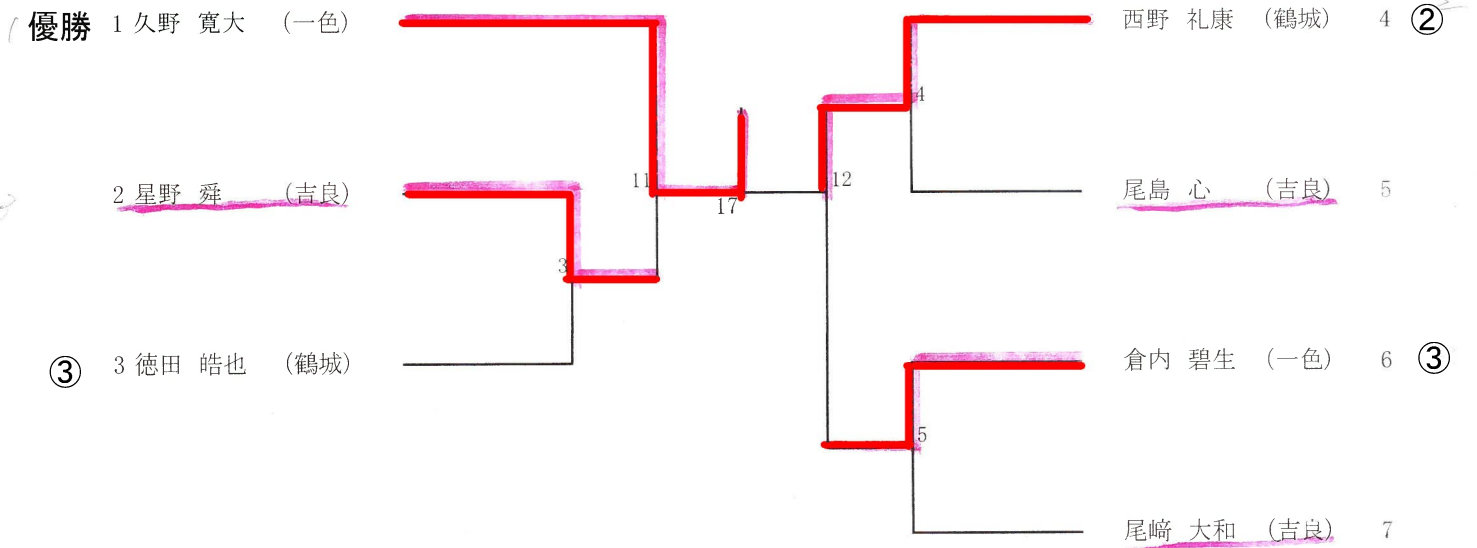 優勝 1 久野 寛大 (一色)
西野 礼康 (鶴城) 4 ②
4
11
12
2 星野 舜 (吉良)
尾島 心 (吉良) 5
17
3
③ 3 徳田 皓也 (鶴城)
倉内 碧生 (一色) 6 ③
5
尾﨑 大和 (吉良) 7